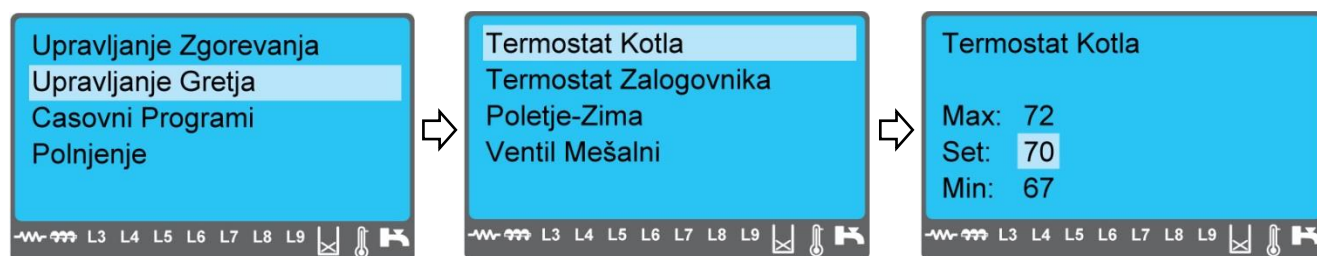 Upravljanje Zgorevanja
Upravljanje Gretja
Casovni Programi
Polnjenje
L3 L4 L5 L6 L7 L8 L9
Termostat Kotla
Termostat Zalogovnika
Poletje-Zima
Ventil Mešalni
L3 L4 L5 L6 L7 L8 L9
Termostat Kotla
Max: 72
Set: 70
Min: 67
L3 L4 L5 L6 L7 L8 L9